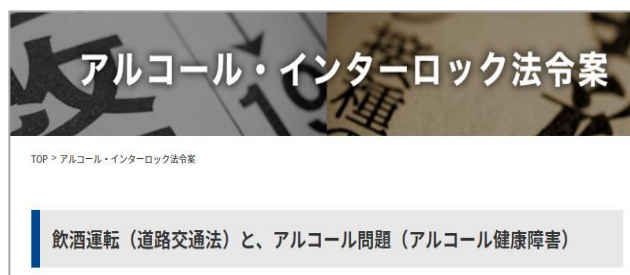 アルコール・インターロック法令案
TOP > アルコール・インターロック法令案
飲酒運転（道路交通法）と、アルコール問題（アルコール健康障害）